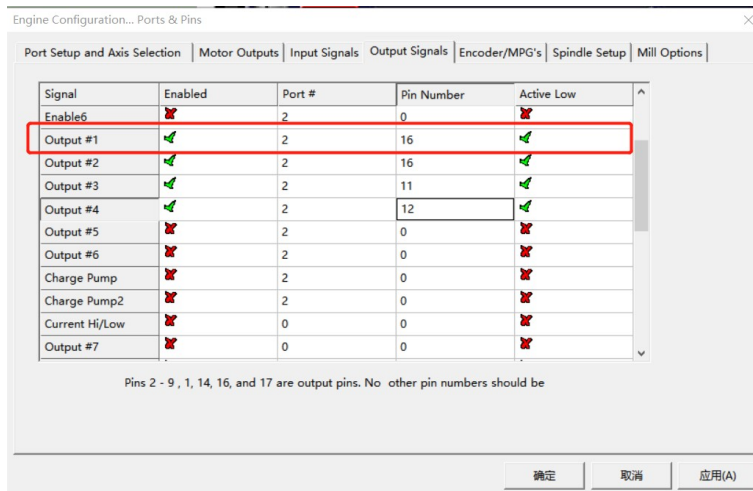 Engine Configuration... Ports & Pins
Port Setup and Axis Selection Motor Outputs Input Signals Output Signals Encoder/MPG's Spindle Setup Mill Options
Signal Enabled Port # Pin Number Active Low
Enable6 2 0
Output #1 2 16
Output #2 2 16
Output #3 2 11
Output #4 2 12
Output #5 2 0
Output #6 2 0
Charge Pump 2 0
Charge Pump2 2 0
Current Hi/Low 0 0
Output #7 0 0
Pins 2 - 9 , 1, 14, 16, and 17 are output pins. No other pin numbers should be
确定 取消 应用(A)